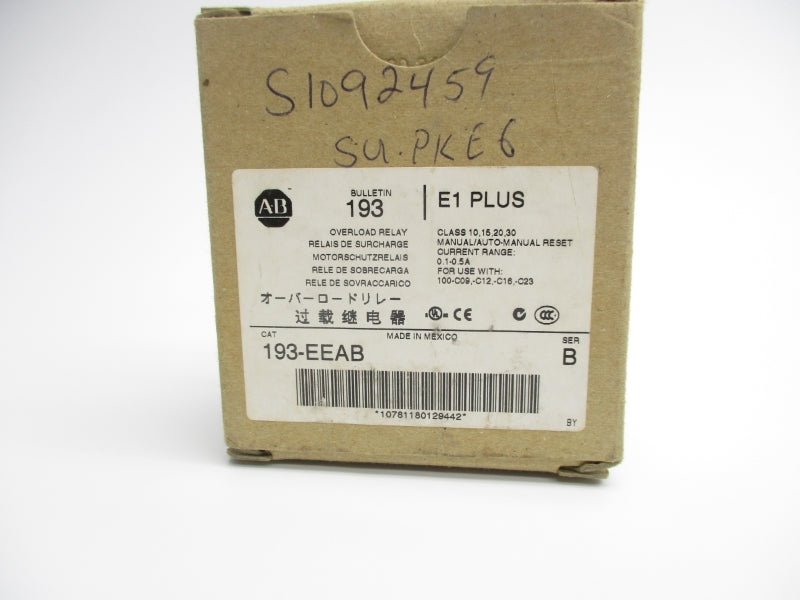 S1092459
SU.PKE6
A-B
BULLETIN
193
E1 PLUS
OVERLOAD RELAY
RELAIS DE SURCHARGE
MOTORSCHUTZRELAIS
RELE DE SOBRECARGA
RELE DE SOVRACCARICO
オーバーロードリレー
过载继电器
CLASS 10,15,20,30
MANUAL/AUTO-MANUAL RESET
CURRENT RANGE:
0.1-0.5A
FOR USE WITH:
100-C09,-C12,-C16,-C23
UL CE CCC
MADE IN MEXICO
CAT
193-EEAB
SER
B
*10781180129442*
BY